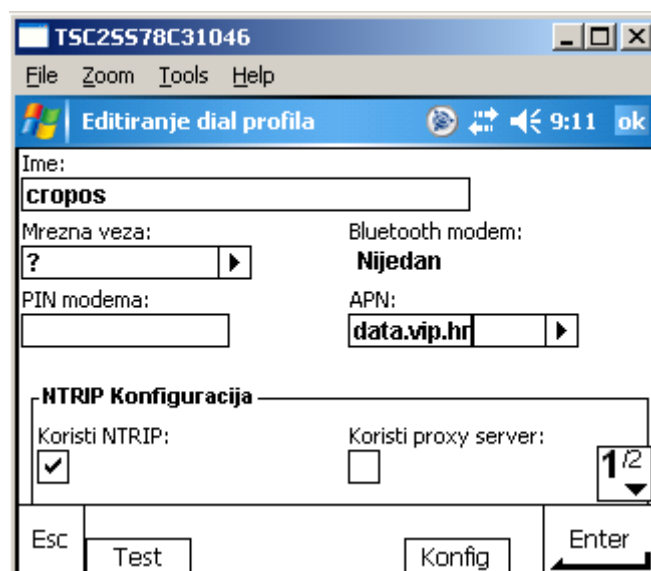 TSC2SS78C31046
File Zoom Tools Help
Editiranje dial profila 9:11 ok
Ime:
cropos
Mrezna veza: Bluetooth modem:
? Nijedan
PIN modema: APN:
data.vip.hr
NTRIP Konfiguracija
Koristi NTRIP: Koristi proxy server:
1/2
Esc Test Konfig Enter